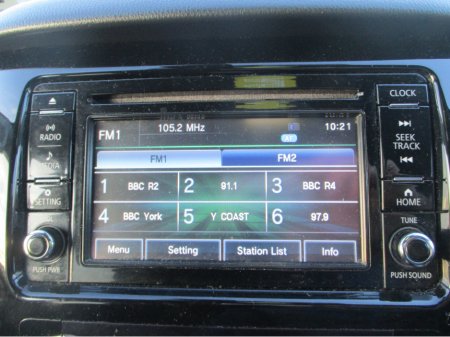 CLOCK
RADIO
FM1 105.2 MHz 10:21
AF
SEEK
TRACK
MEDIA
FM1 FM2
1 BBC R2 2 91.1 3 BBC R4
SETTING
HOME
4 BBC York 5 Y COAST 6 97.9
TUNE
Menu Setting Station List Info
PUSH PWR
PUSH SOUND